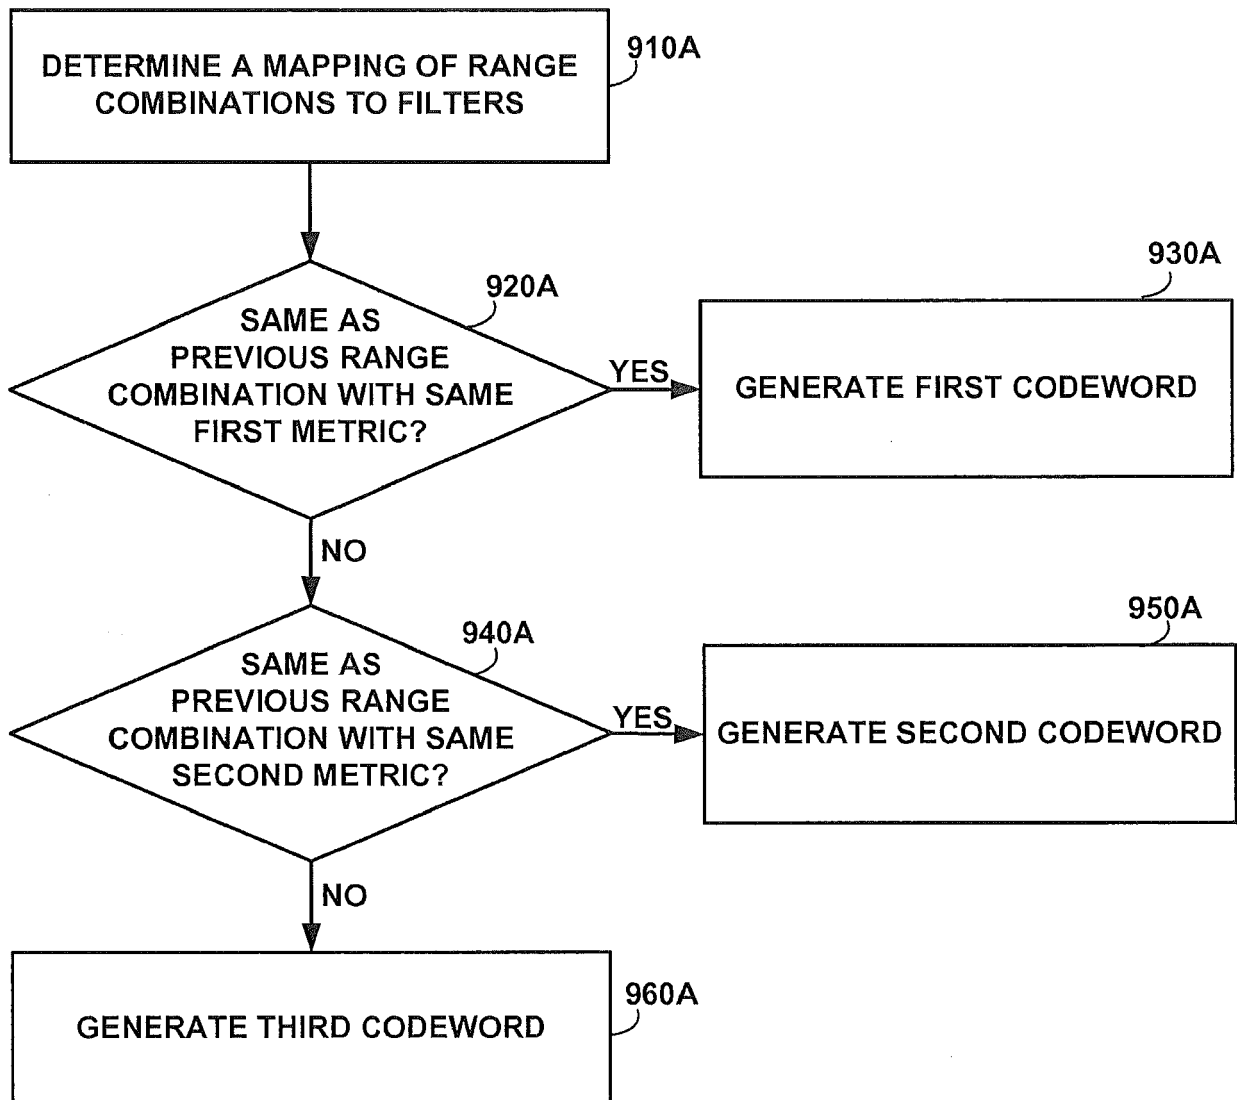 DETERMINE A MAPPING OF RANGE
COMBINATIONS TO FILTERS
910A
SAME AS
PREVIOUS RANGE
COMBINATION WITH SAME
FIRST METRIC?
920A
YES
930A
GENERATE FIRST CODEWORD
NO
SAME AS
PREVIOUS RANGE
COMBINATION WITH SAME
SECOND METRIC?
940A
YES
950A
GENERATE SECOND CODEWORD
NO
GENERATE THIRD CODEWORD
960A